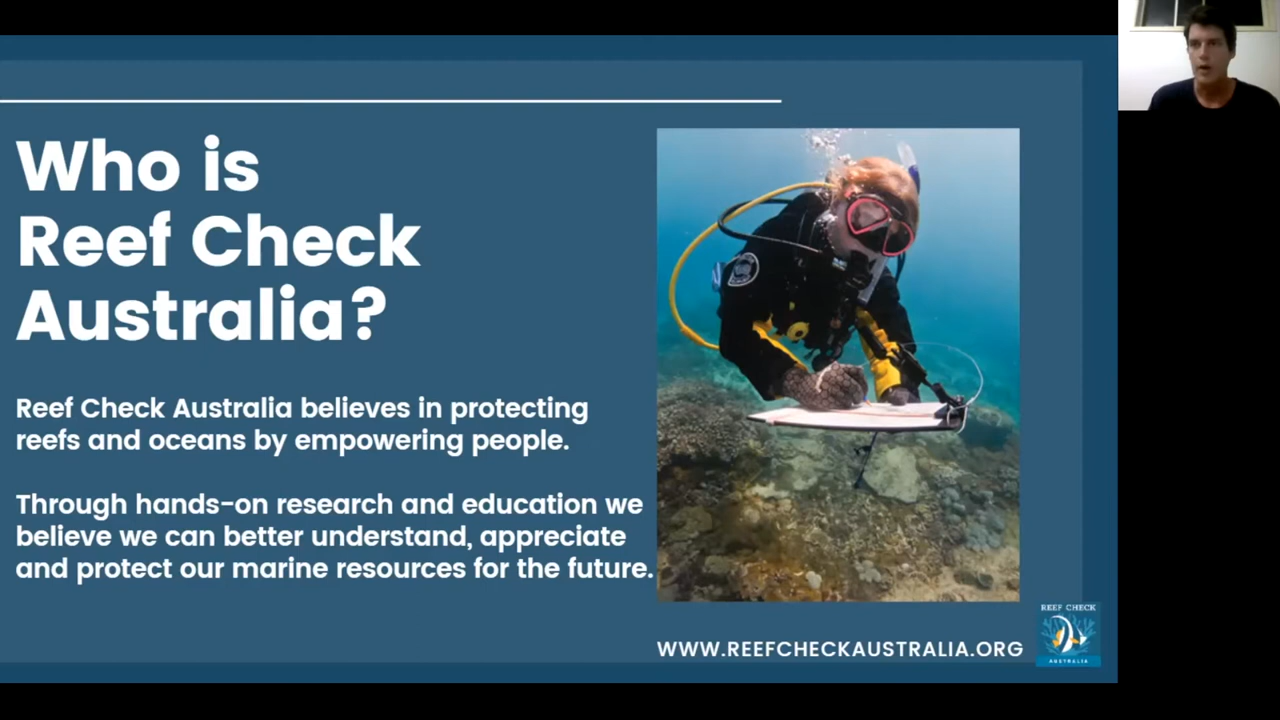 Who is
Reef Check
Australia?
Reef Check Australia believes in protecting
reefs and oceans by empowering people.
Through hands-on research and education we
believe we can better understand, appreciate
and protect our marine resources for the future.
WWW.REEFCHECKAUSTRALIA.ORG
REEF CHECK
AUSTRALIA